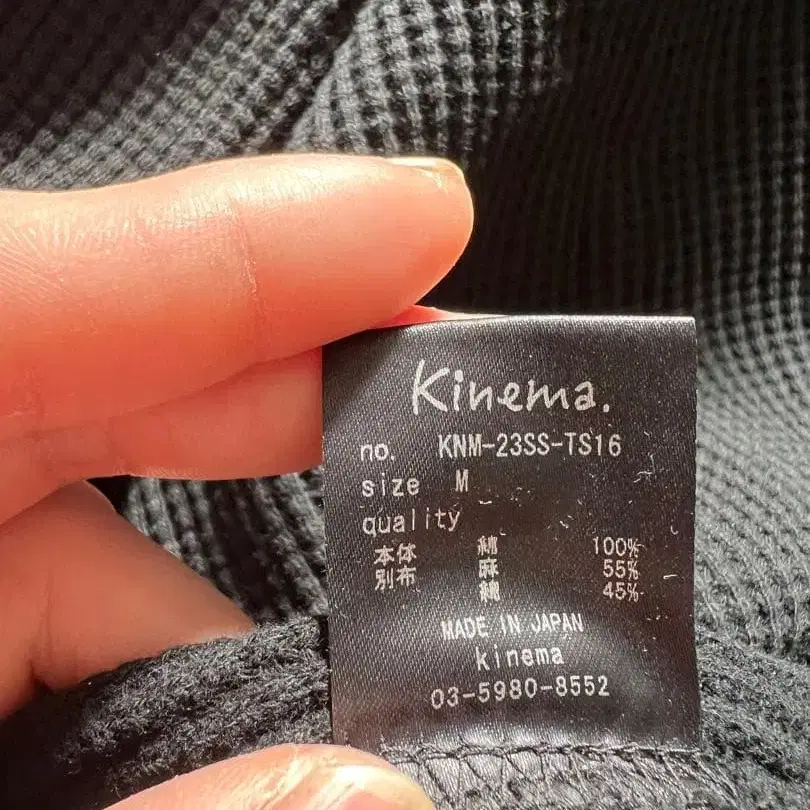 Kinema.
no. KNM-23SS-TS16
size M
quality
本体 綿 100%
別布 麻 55%
綿 45%
MADE IN JAPAN
kinema
03-5980-8552